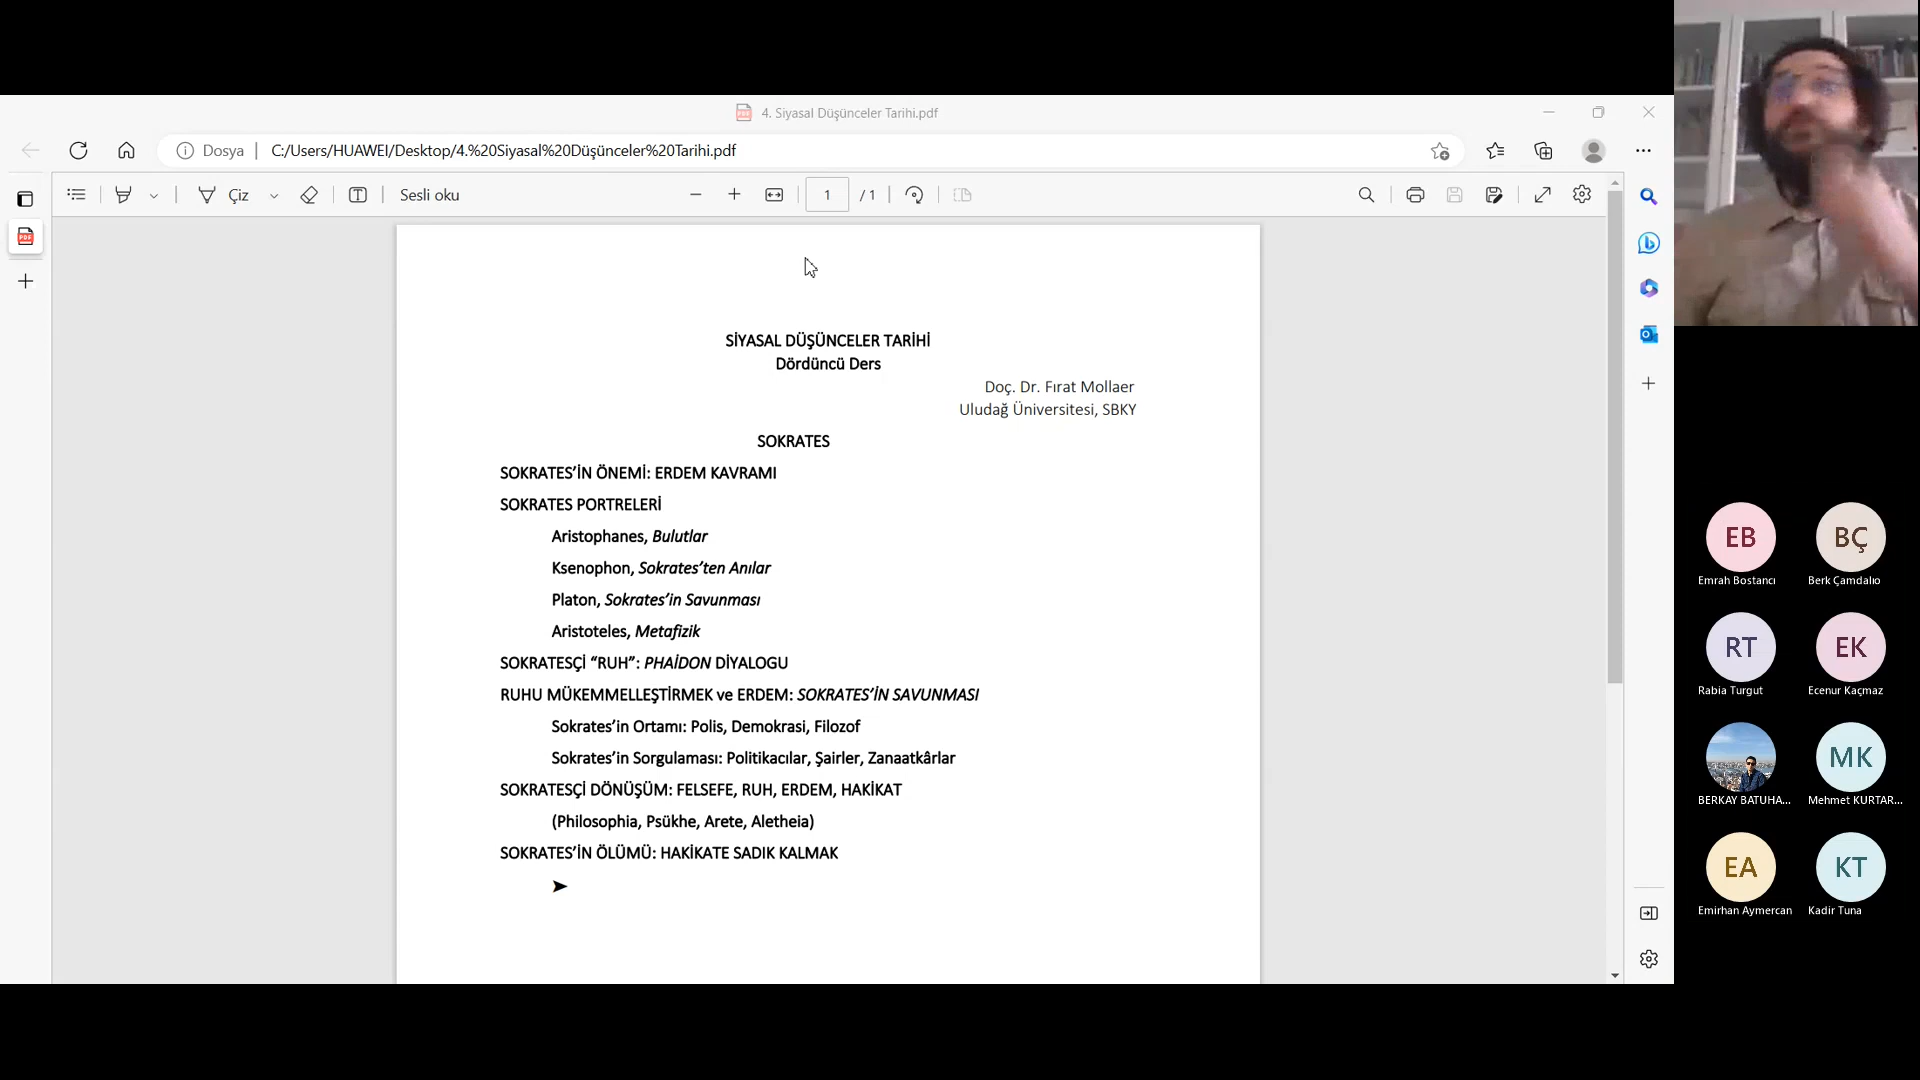 4. Siyasal Düşünceler Tarihi.pdf
Dosya
C:/Users/HUAWEI/Desktop/4.%20Siyasal%20Düşünceler%20Tarihi.pdf
Çiz
Sesli oku
1 / 1
SİYASAL DÜŞÜNCELER TARİHİ
Dördüncü Ders
Doç. Dr. Fırat Mollaer
Uludağ Üniversitesi, SBKY
SOKRATES
SOKRATES’İN ÖNEMİ: ERDEM KAVRAMI
SOKRATES PORTRELERİ
Aristophanes, Bulutlar
Ksenophon, Sokrates’ten Anılar
Platon, Sokrates’in Savunması
Aristoteles, Metafizik
SOKRATESÇİ “RUH”: PHAİDON DİYALOGU
RUHU MÜKEMMELLEŞTİRMEK ve ERDEM: SOKRATES’İN SAVUNMASI
Sokrates’in Ortamı: Polis, Demokrasi, Filozof
Sokrates’in Sorgulaması: Politikacılar, Şairler, Zanaatkârlar
SOKRATESÇİ DÖNÜŞÜM: FELSEFE, RUH, ERDEM, HAKİKAT
(Philosophia, Psükhe, Arete, Aletheia)
SOKRATES’İN ÖLÜMÜ: HAKİKATE SADIK KALMAK
EB BÇ
Emrah Bostancı Berk Çamdalıo
RT EK
Rabia Turgut Ecenur Kaçmaz
MK
BERKAY BATUHA... Mehmet KURTAR...
EA KT
Emirhan Aymercan Kadir Tuna